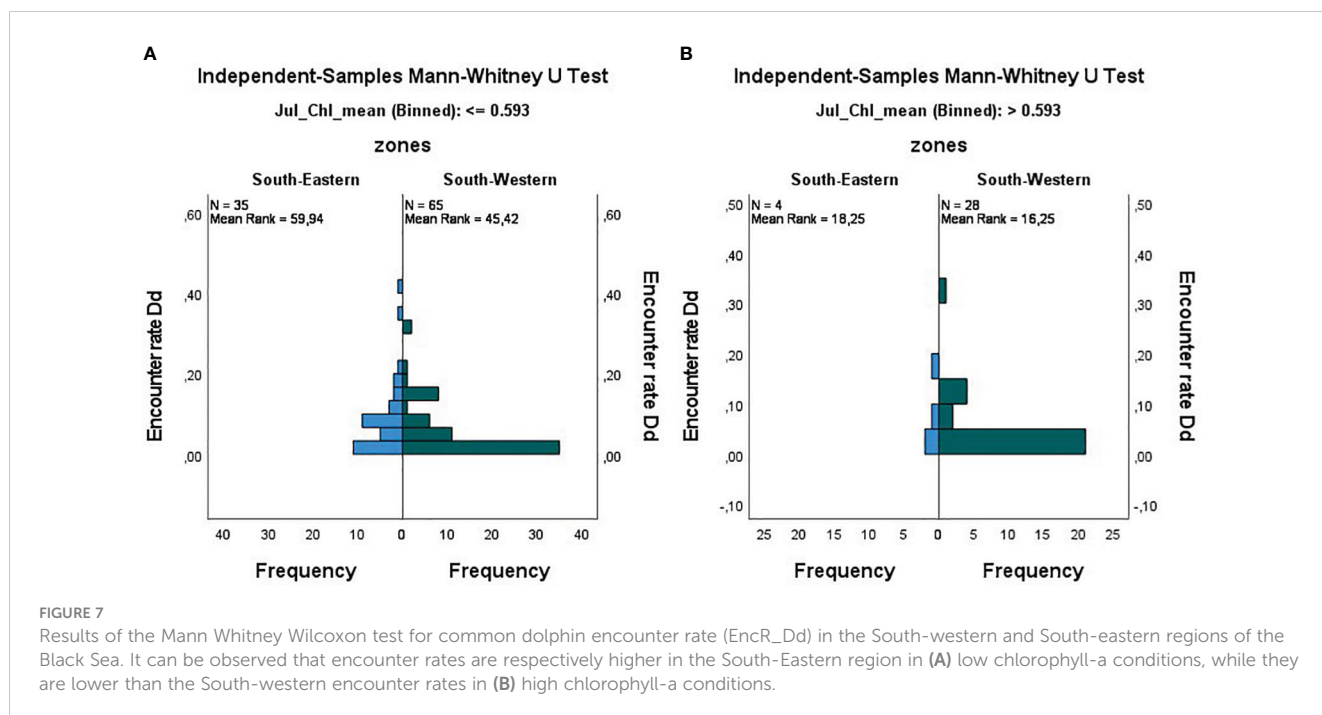 A
Independent-Samples Mann-Whitney U Test
Jul_Chl_mean (Binned): <= 0.593
zones
South-Eastern South-Western
N = 35
Mean Rank = 59,94
N = 65
Mean Rank = 45,42
Encounter rate Dd
,60
,40
,20
,00
,60
,40
,20
,00
Encounter rate Dd
40 30 20 10 0 10 20 30 40
Frequency Frequency
B
Independent-Samples Mann-Whitney U Test
Jul_Chl_mean (Binned): > 0.593
zones
South-Eastern South-Western
N = 4
Mean Rank = 18,25
N = 28
Mean Rank = 16,25
Encounter rate Dd
,50
,40
,30
,20
,10
,00
-,10
,50
,40
,30
,20
,10
,00
-,10
Encounter rate Dd
25 20 15 10 5 0 5 10 15 20 25
Frequency Frequency
FIGURE 7
Results of the Mann Whitney Wilcoxon test for common dolphin encounter rate (EncR_Dd) in the South-western and South-eastern regions of the
Black Sea. It can be observed that encounter rates are respectively higher in the South-Eastern region in (A) low chlorophyll-a conditions, while they
are lower than the South-western encounter rates in (B) high chlorophyll-a conditions.